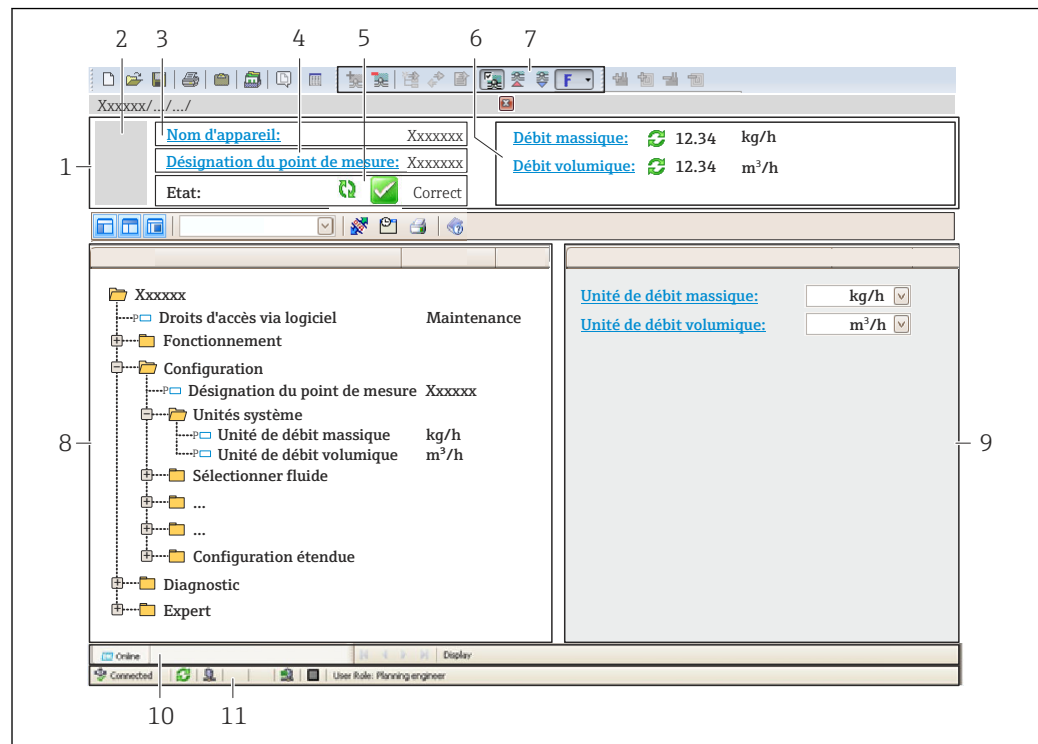 2 3 4 5 6 7
F
Xxxxxx/.../.../
1
Nom d'appareil: Xxxxxxx
Désignation du point de mesure: Xxxxxxx
Etat: Correct
Débit massique: 12.34 kg/h
Débit volumique: 12.34 m³/h
Xxxxxx
P Droits d'accès via logiciel Maintenance
Fonctionnement
Configuration
P Désignation du point de mesure Xxxxxx
Unités système
P Unité de débit massique kg/h
P Unité de débit volumique m³/h
Sélectionner fluide
...
...
Configuration étendue
Diagnostic
Expert
8
Unité de débit massique: kg/h
Unité de débit volumique: m³/h
9
Online Display
Connected User Role: Planning engineer
10 11